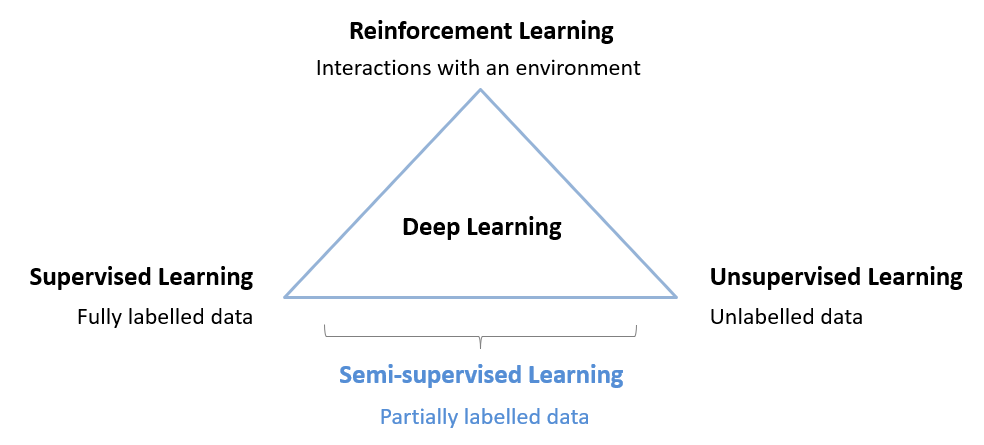 Reinforcement Learning
Interactions with an environment
Deep Learning
Supervised Learning
Fully labelled data
Unsupervised Learning
Unlabelled data
Semi-supervised Learning
Partially labelled data